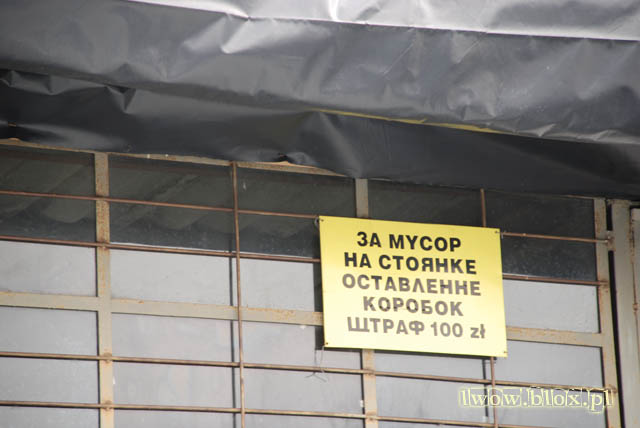 ЗА МУСОР
НА СТОЯНКЕ
ОСТАВЛЕННЕ
КОРОБОК
ШТРАФ 100 zł
lwow.blox.pl